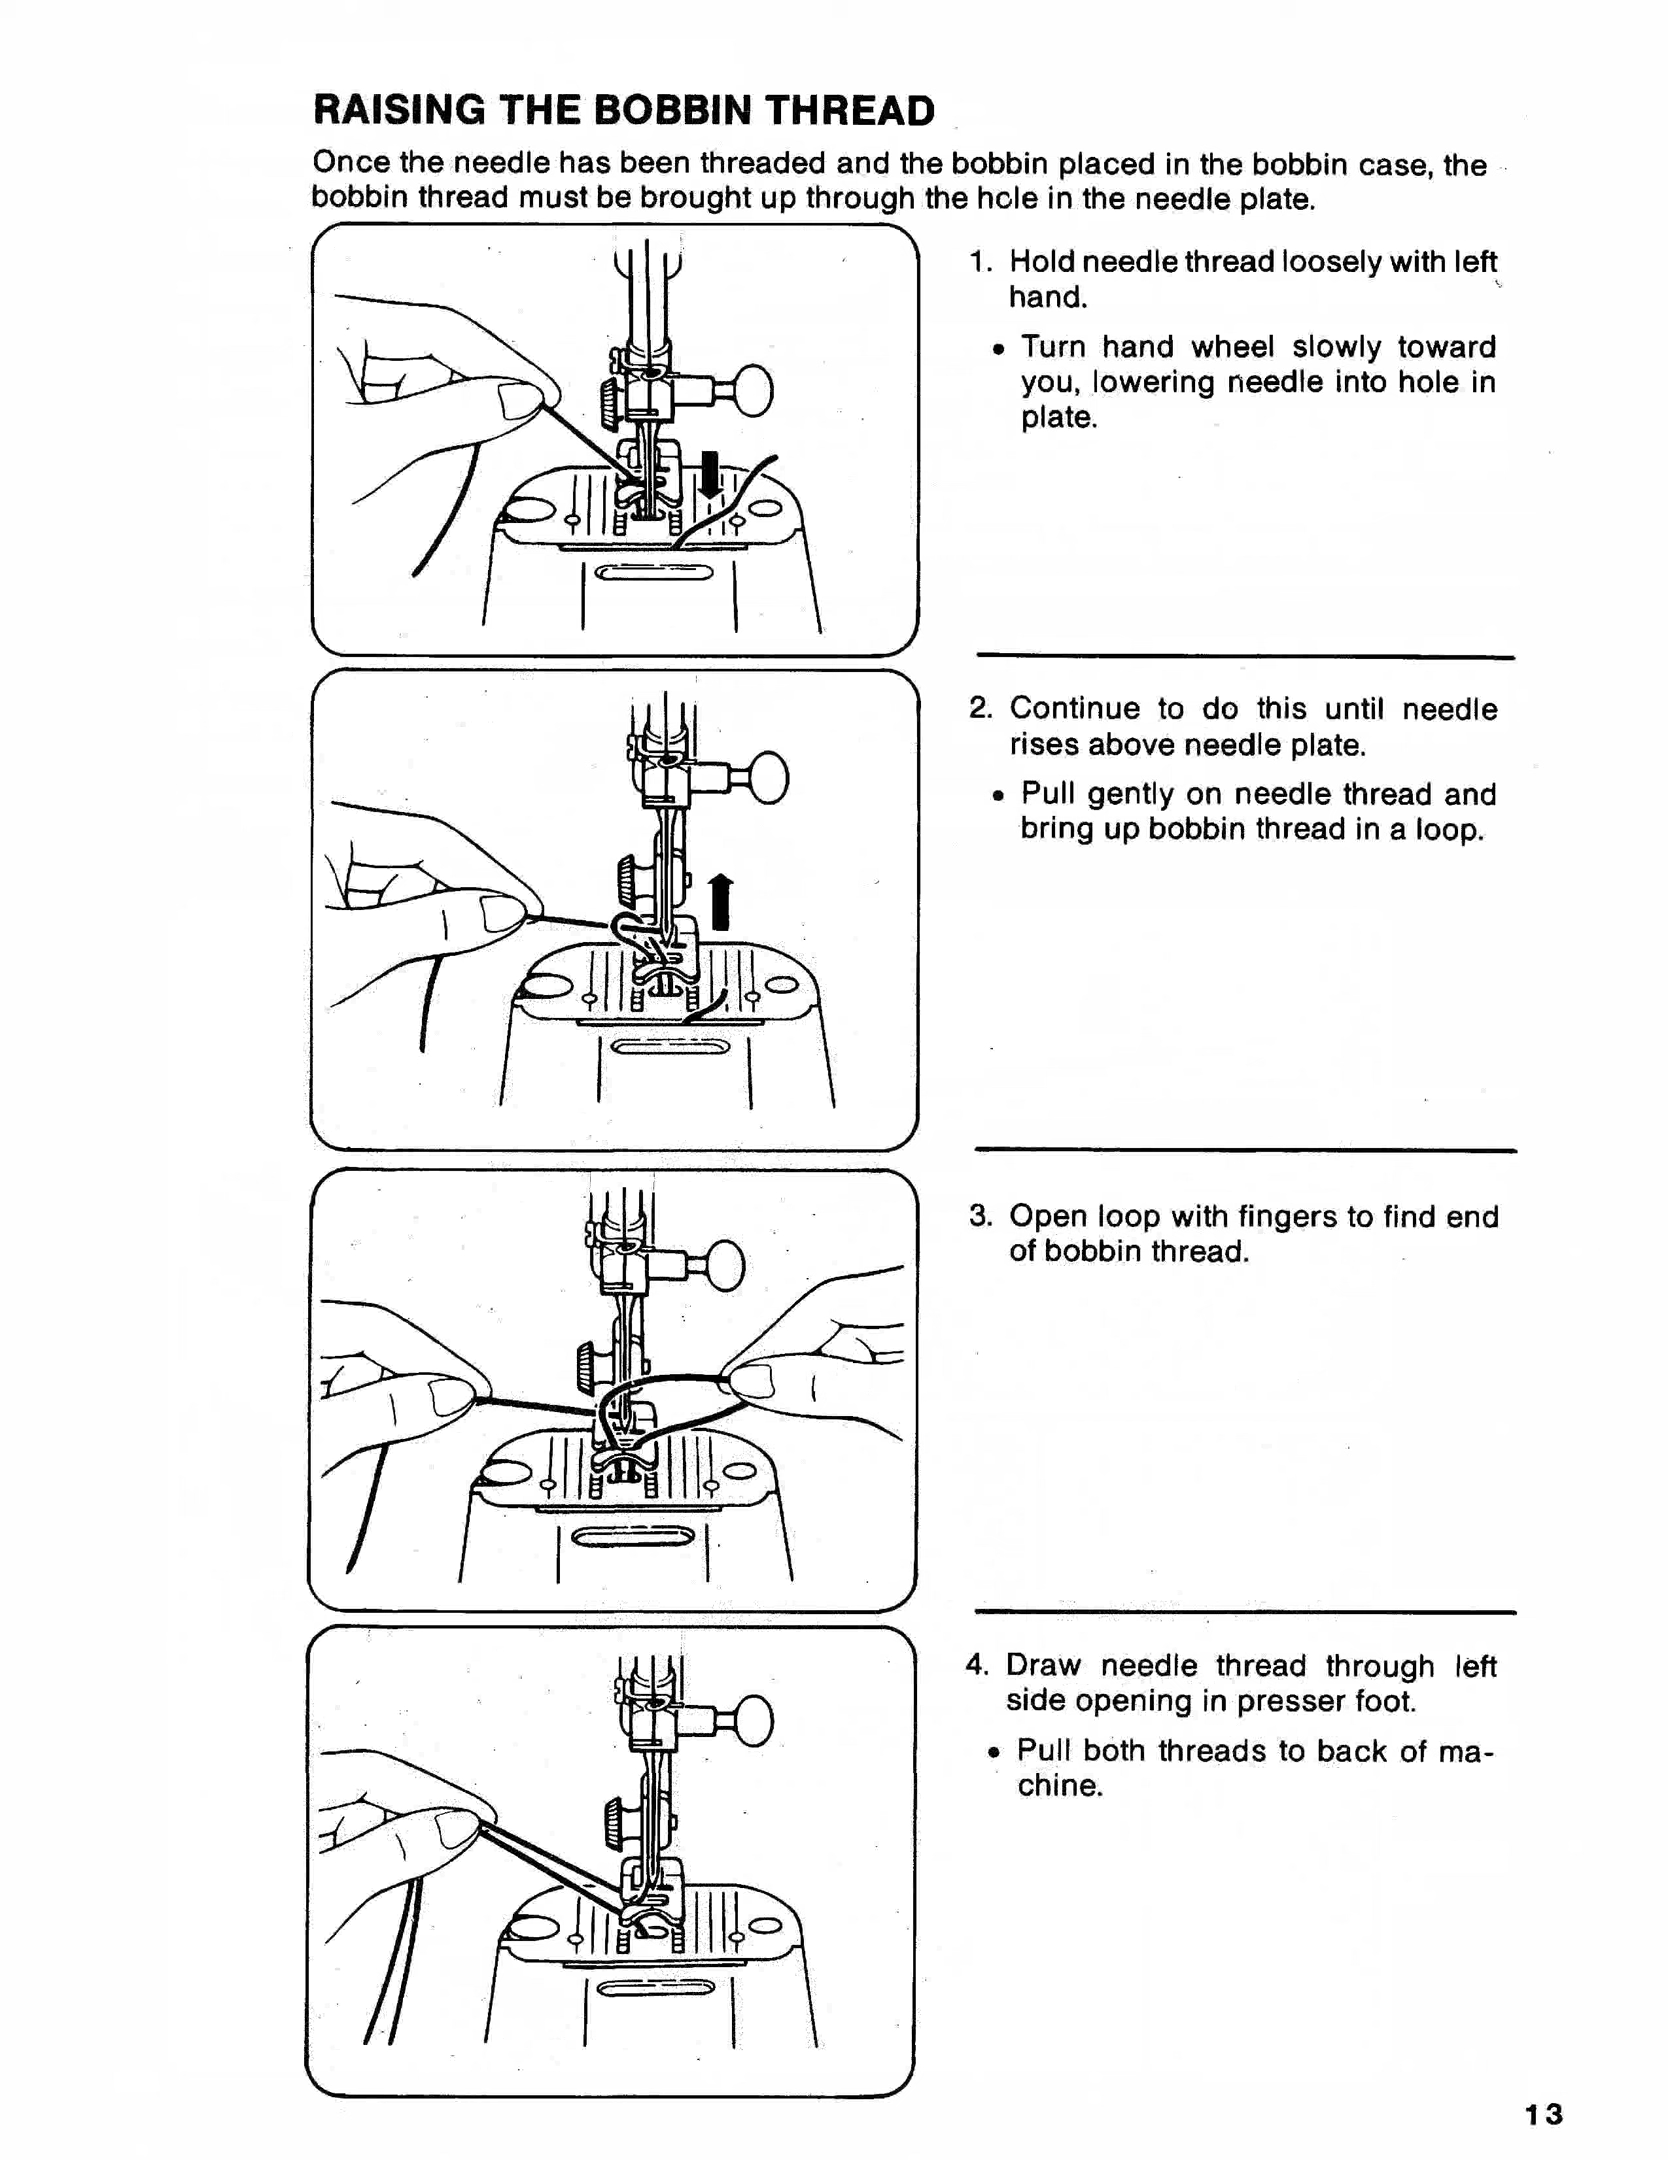 RAISING THE BOBBIN THREAD
Once the needle has been threaded and the bobbin placed in the bobbin case, the
bobbin thread must be brought up through the hole in the needle plate.
1. Hold needle thread loosely with left
hand.
• Turn hand wheel slowly toward
you, lowering needle into hole in
plate.
2. Continue to do this until needle
rises above needle plate.
• Pull gently on needle thread and
bring up bobbin thread in a loop.
3. Open loop with fingers to find end
of bobbin thread.
4. Draw needle thread through left
side opening in presser foot.
• Pull both threads to back of ma-
chine.
13